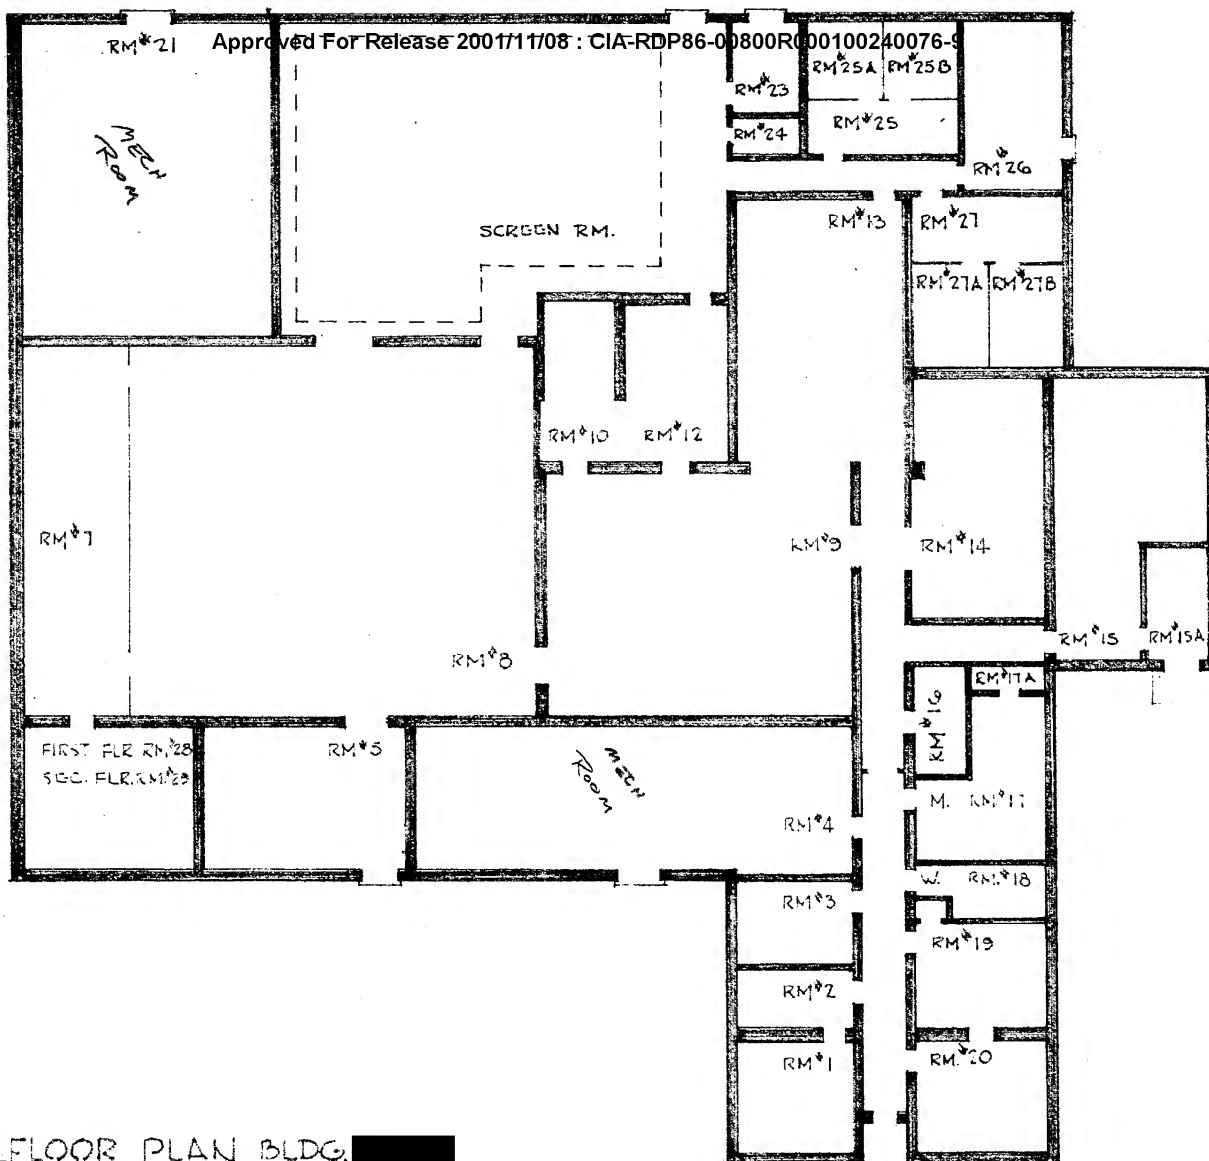 Approved For Release 2001/11/08 : CIA-RDP86-00800R000100240076-9
RM#21
MECH
ROOM
SCREEN RM.
RM#23
RM#24
RM#25A
RM#25B
RM#25
RM#26
RM#13
RM#27
RM#27A
RM#27B
RM#10
RM#12
RM#7
RM#9
RM#14
RM#8
RM#15
RM#15A
RM#17A
RM#16
FIRST FLR RM.#28
SEC. FLR. RM.#29
RM#5
MECH
ROOM
RM#4
M. RM#17
W. RM.#18
RM#3
RM#19
RM#2
RM#1
RM.#20
FLOOR PLAN BLDG.